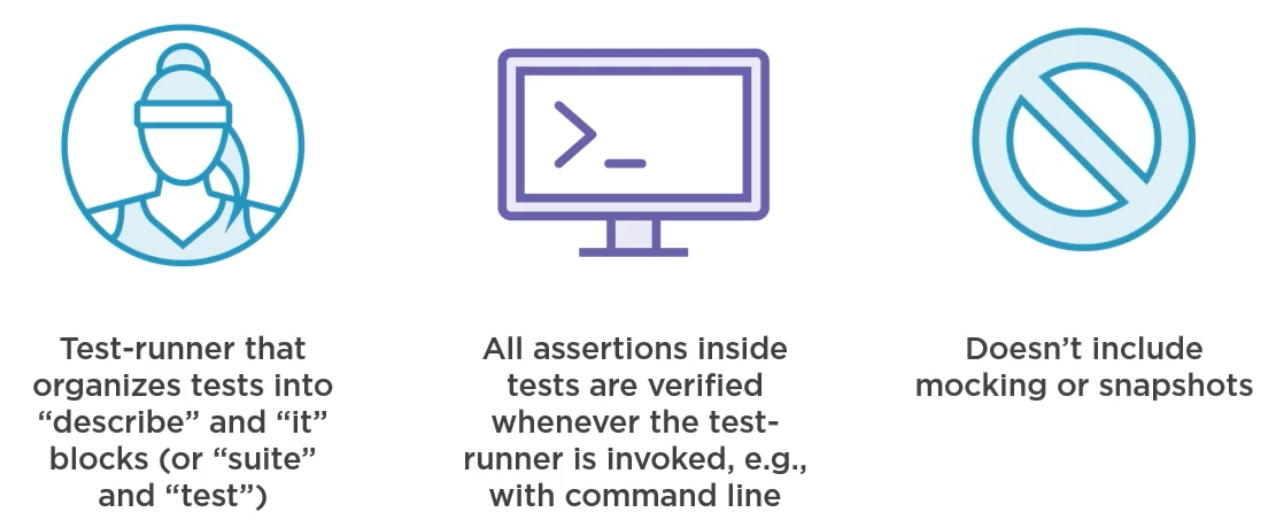 Test-runner that
organizes tests into
“describe” and “it”
blocks (or “suite”
and “test”)
All assertions inside
tests are verified
whenever the test-
runner is invoked, e.g.,
with command line
Doesn’t include
mocking or snapshots